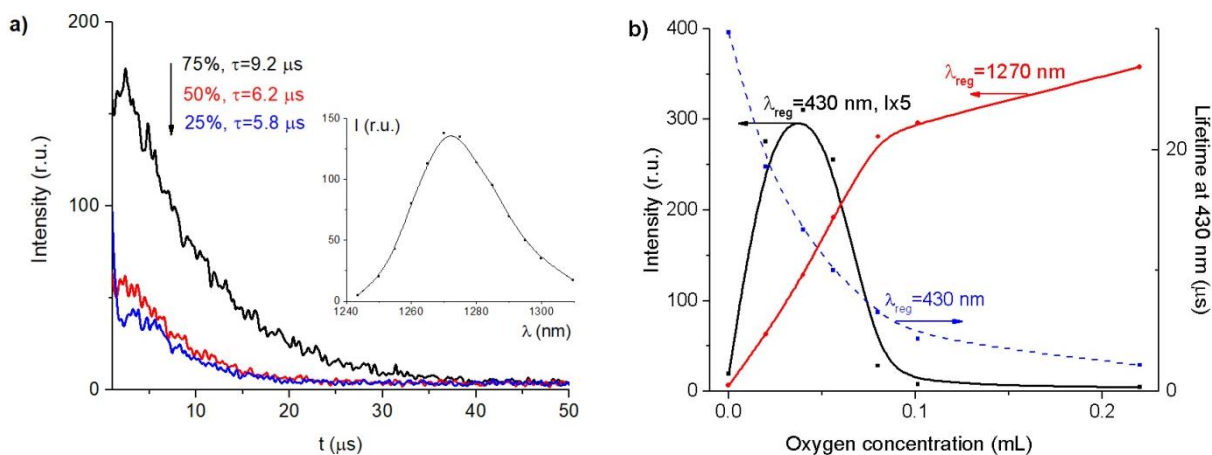 a)
200
100
0
Intensity (r.u.)
75%, τ=9.2 μs
50%, τ=6.2 μs
25%, τ=5.8 μs
I (r.u.)
150
125
100
75
50
25
0
1240 1260 1280 1300
λ (nm)
10 20 30 40 50
t (μs)
b)
400
300
200
100
0
Intensity (r.u.)
λreg=1270 nm
λreg=430 nm, Ix5
λreg=430 nm
20
0
Lifetime at 430 nm (μs)
0.0 0.1 0.2
Oxygen concentration (mL)